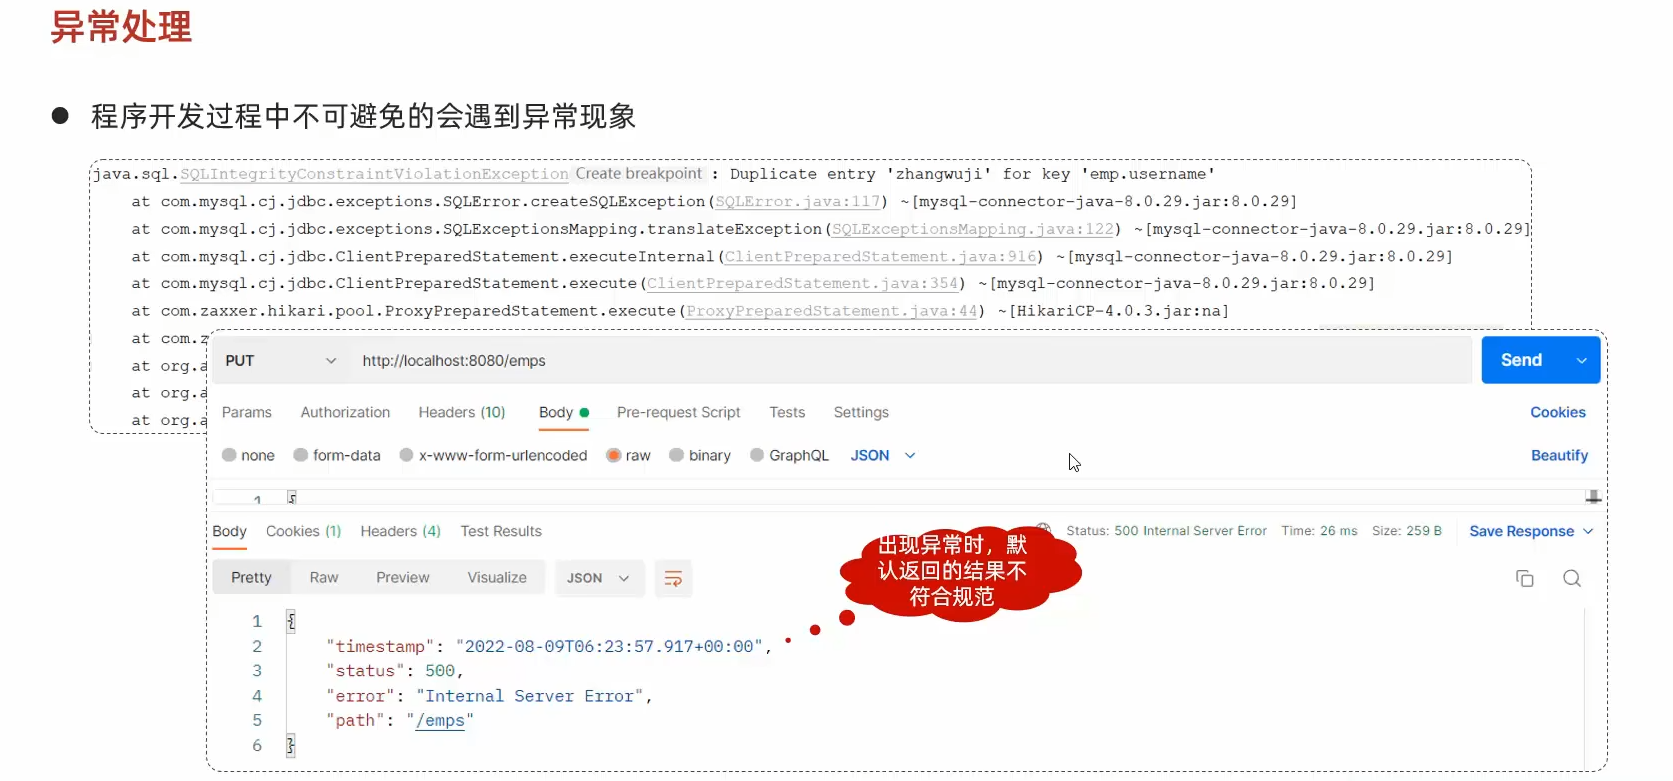 异常处理
● 程序开发过程中不可避免的会遇到异常现象
java.sql.SQLIntegrityConstraintViolationException Create breakpoint : Duplicate entry 'zhangwuji' for key 'emp.username'
at com.mysql.cj.jdbc.exceptions.SQLError.createSQLException(SQLError.java:117) ~[mysql-connector-java-8.0.29.jar:8.0.29]
at com.mysql.cj.jdbc.exceptions.SQLExceptionsMapping.translateException(SQLExceptionsMapping.java:122) ~[mysql-connector-java-8.0.29.jar:8.0.29]
at com.mysql.cj.jdbc.ClientPreparedStatement.executeInternal(ClientPreparedStatement.java:916) ~[mysql-connector-java-8.0.29.jar:8.0.29]
at com.mysql.cj.jdbc.ClientPreparedStatement.execute(ClientPreparedStatement.java:354) ~[mysql-connector-java-8.0.29.jar:8.0.29]
at com.zaxxer.hikari.pool.ProxyPreparedStatement.execute(ProxyPreparedStatement.java:44) ~[HikariCP-4.0.3.jar:na]
at com.z
at org.a
at org.a
at org.a
PUT http://localhost:8080/emps Send
Params Authorization Headers (10) Body Pre-request Script Tests Settings Cookies
none form-data x-www-form-urlencoded raw binary GraphQL JSON Beautify
1 {
Body Cookies (1) Headers (4) Test Results Status: 500 Internal Server Error Time: 26 ms Size: 259 B Save Response
Pretty Raw Preview Visualize JSON
出现异常时，默
认返回的结果不
符合规范
1 {
2 "timestamp": "2022-08-09T06:23:57.917+00:00",
3 "status": 500,
4 "error": "Internal Server Error",
5 "path": "/emps"
6 }